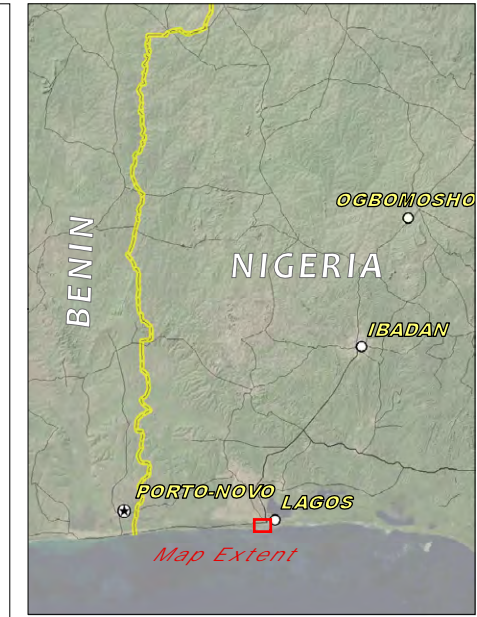 OGBOMOSHO
BENIN
NIGERIA
IBADAN
PORTO-NOVO
LAGOS
Map Extent